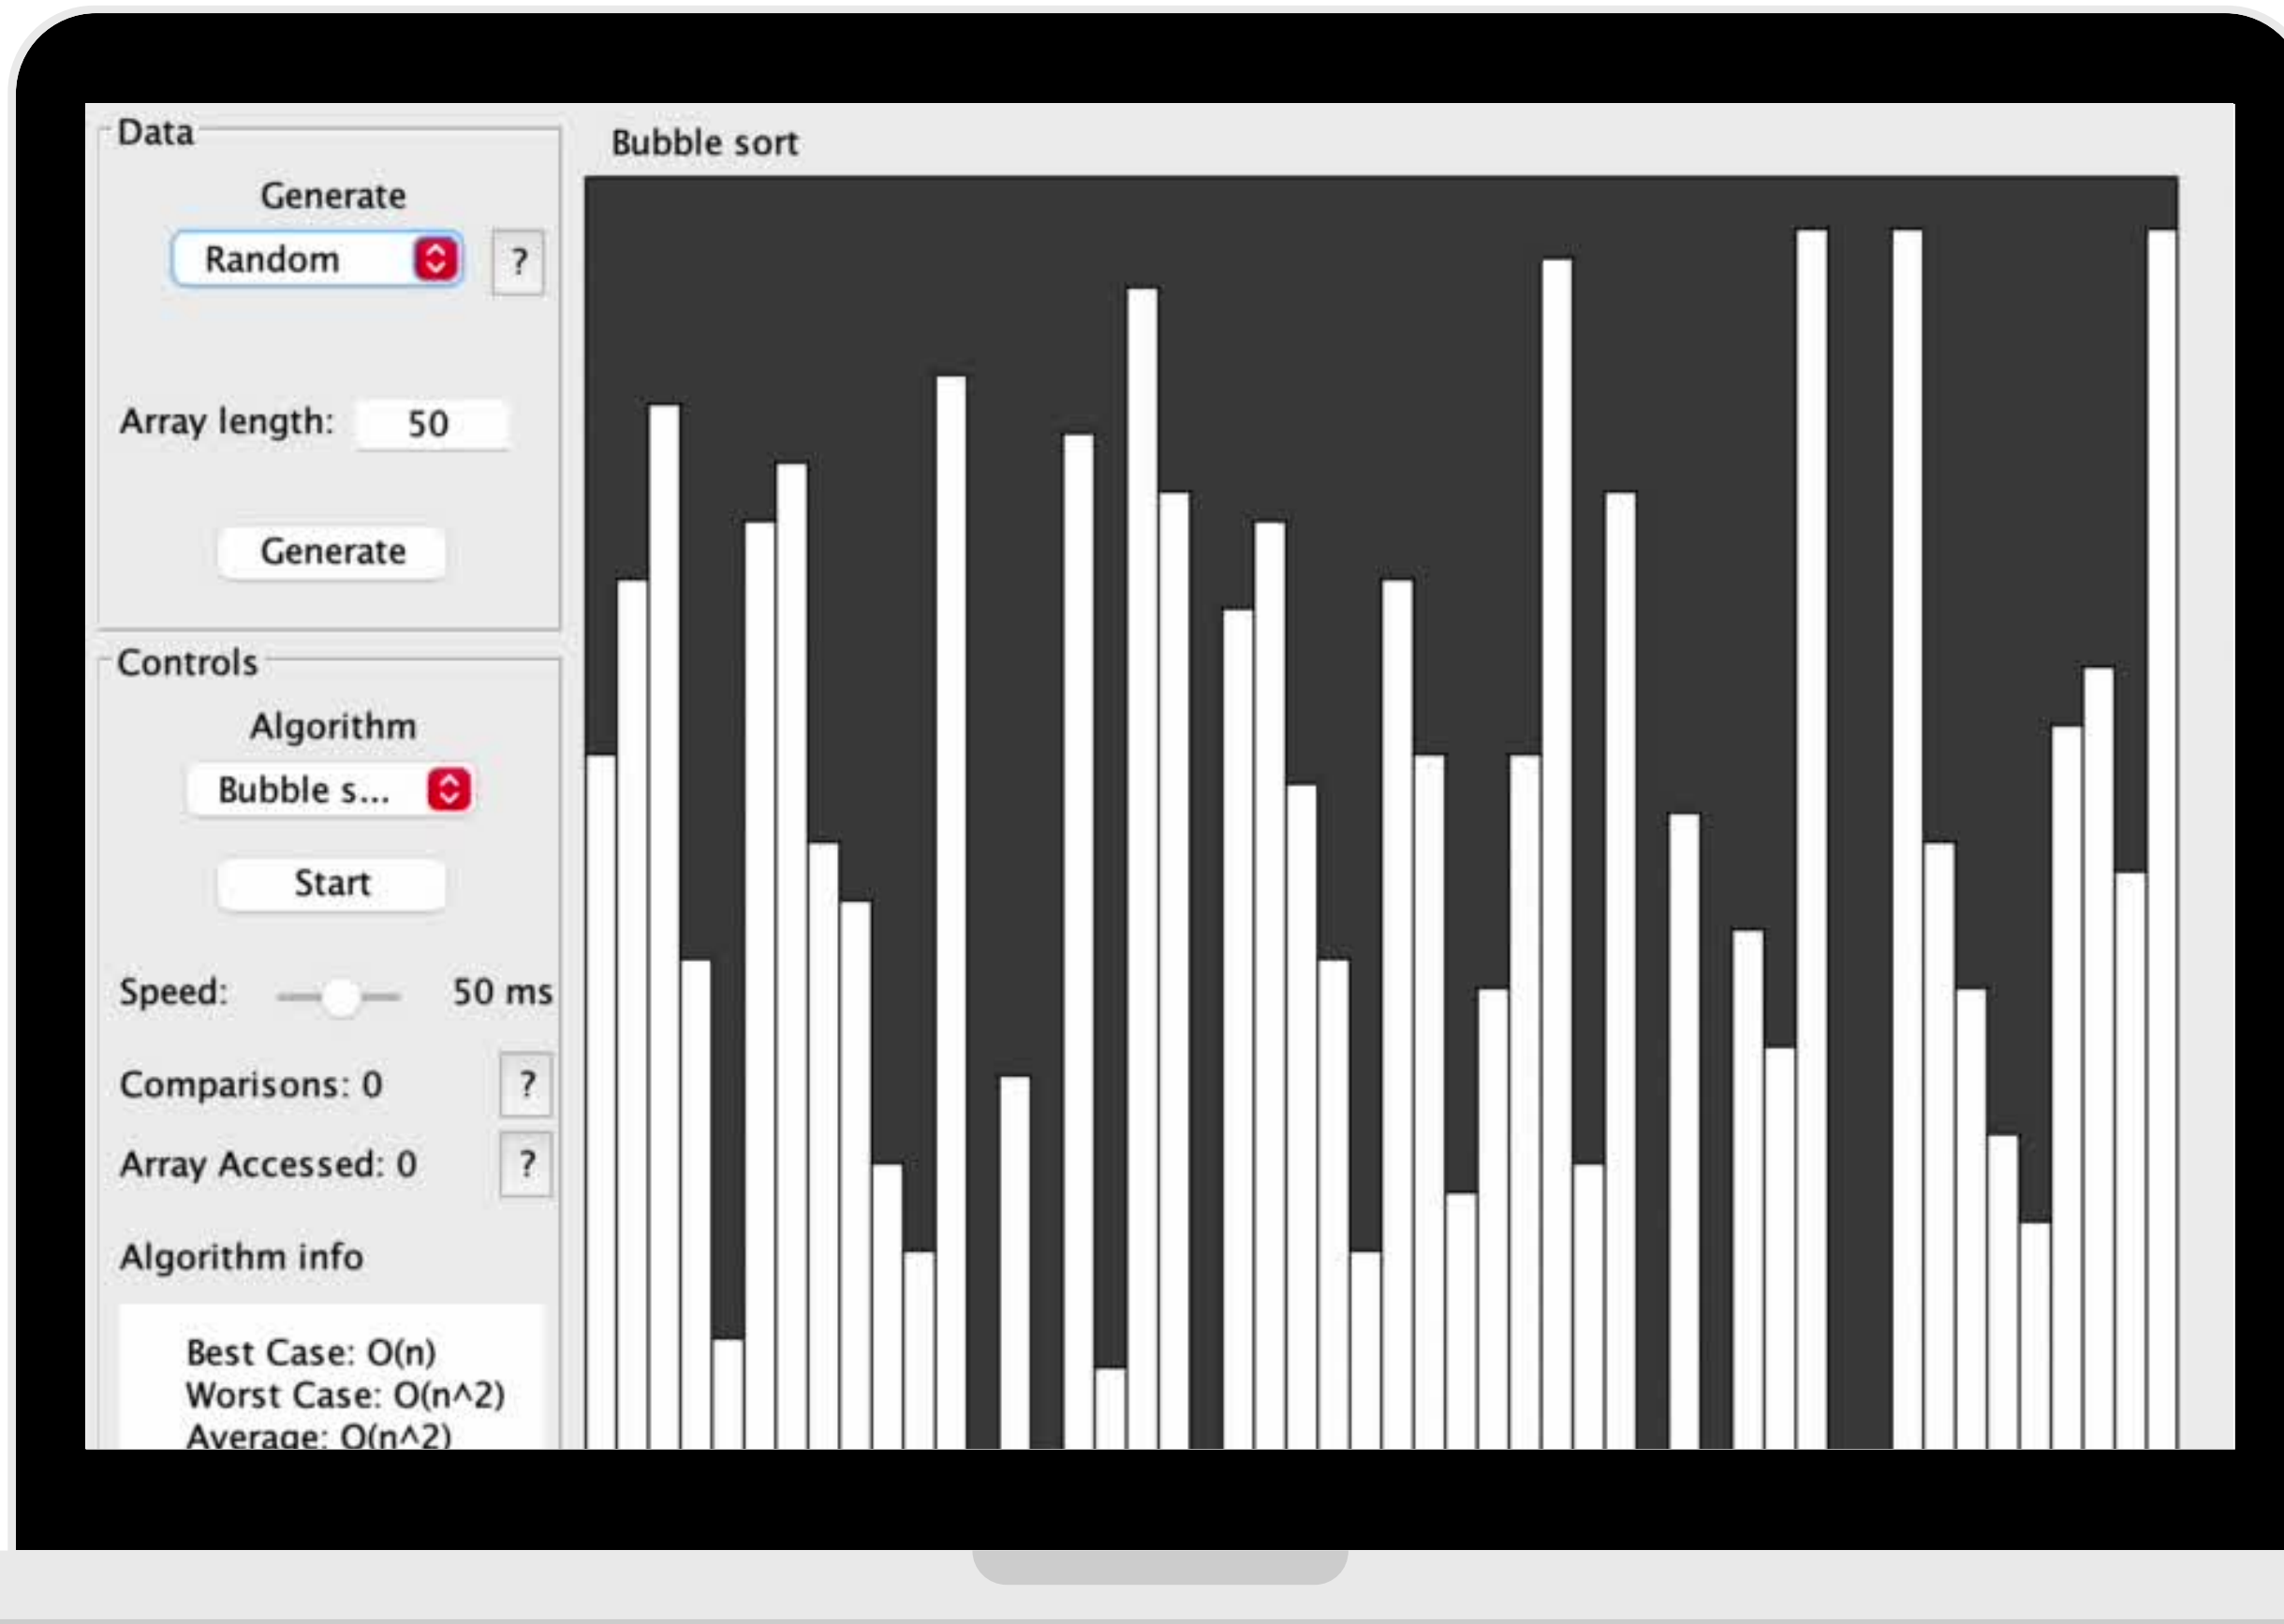 Data
Generate
Random
?
Array length: 50
Generate
Controls
Algorithm
Bubble s...
Start
Speed: 50 ms
Comparisons: 0 ?
Array Accessed: 0 ?
Algorithm info
Best Case: O(n)
Worst Case: O(n^2)
Average: O(n^2)
Bubble sort